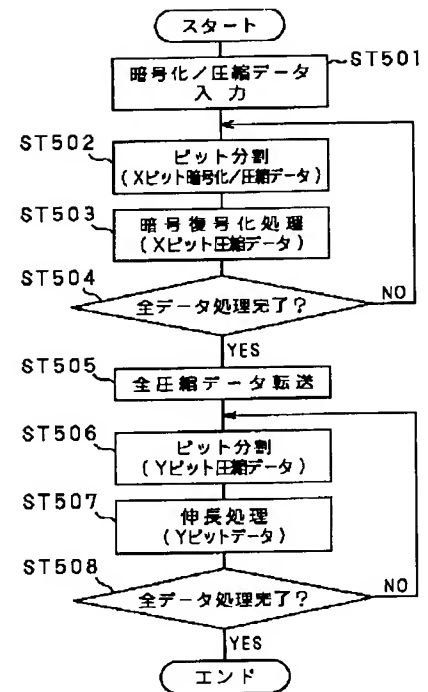 スタート
ST501
暗号化／圧縮データ
入力
ST502
ビット分割
（Xビット暗号化／圧縮データ）
ST503
暗号復号化処理
（Xビット圧縮データ）
ST504
全データ処理完了？
NO
YES
ST505
全圧縮データ転送
ST506
ビット分割
（Yビット圧縮データ）
ST507
伸長処理
（Yビットデータ）
ST508
全データ処理完了？
NO
YES
エンド